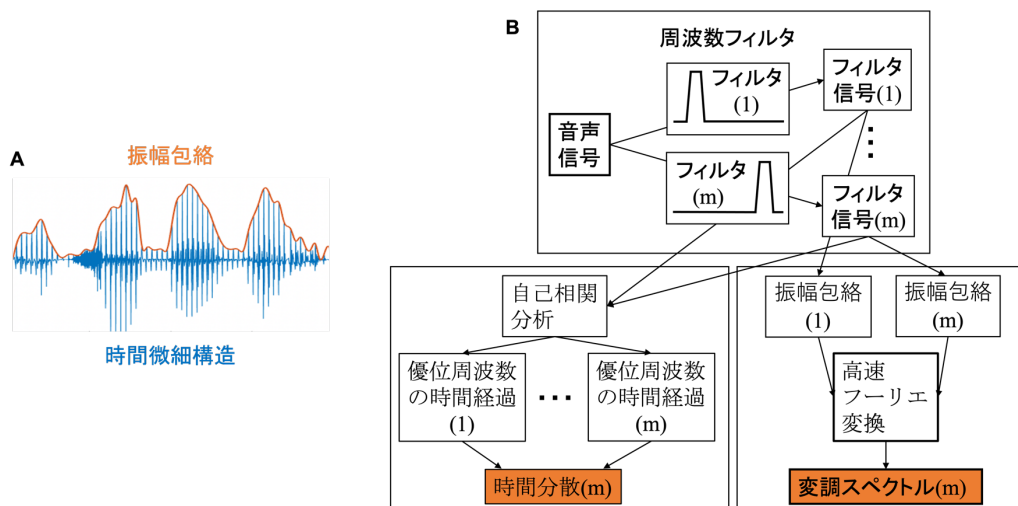 A
振幅包絡
時間微細構造
B
周波数フィルタ
音声
信号
フィルタ
(1)
フィルタ
信号(1)
フィルタ
(m)
フィルタ
信号(m)
自己相関
分析
優位周波数
の時間経過
(1)
優位周波数
の時間経過
(m)
時間分散(m)
振幅包絡
(1)
振幅包絡
(m)
高速
フーリエ
変換
変調スペクトル(m)